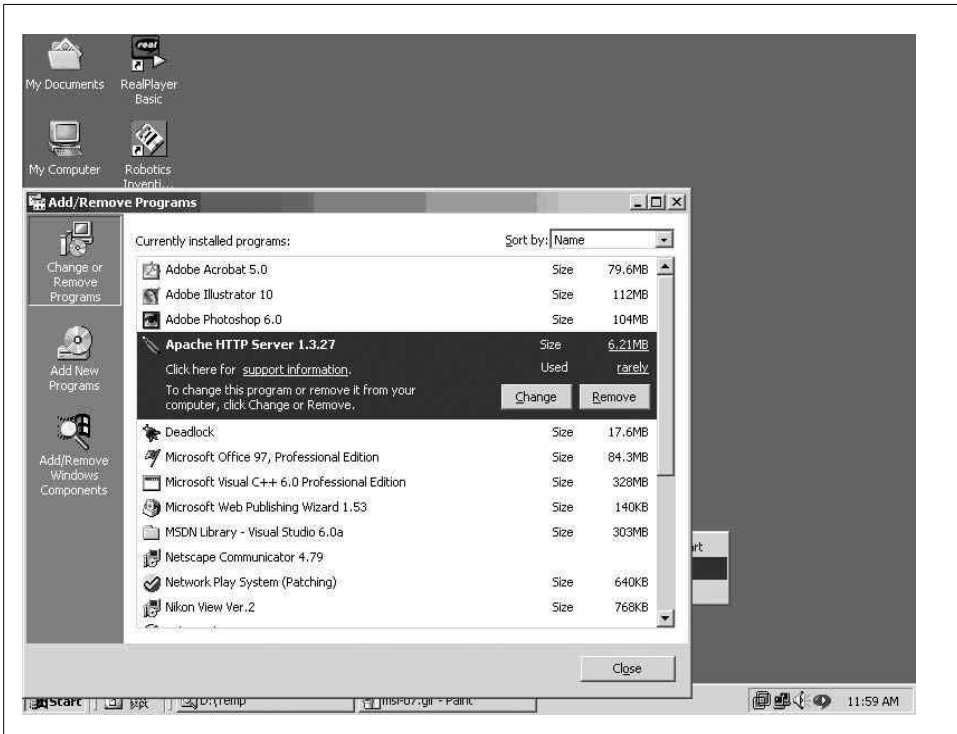 My Documents
RealPlayer
Basic
My Computer
Robotics
Inventi...
Add/Remove Programs
Change or
Remove
Programs
Add New
Programs
Add/Remove
Windows
Components
Currently installed programs:
Sort by: Name
Adobe Acrobat 5.0 Size 79.6MB
Adobe Illustrator 10 Size 112MB
Adobe Photoshop 6.0 Size 104MB
Apache HTTP Server 1.3.27 Size 6.21MB
Click here for support information. Used rarely
To change this program or remove it from your
computer, click Change or Remove.
Change Remove
Deadlock Size 17.6MB
Microsoft Office 97, Professional Edition Size 84.3MB
Microsoft Visual C++ 6.0 Professional Edition Size 328MB
Microsoft Web Publishing Wizard 1.53 Size 140KB
MSDN Library - Visual Studio 6.0a Size 303MB
Netscape Communicator 4.79
Network Play System (Patching) Size 640KB
Nikon View Ver.2 Size 768KB
Close
Start
D:\Temp
- Paint
11:59 AM